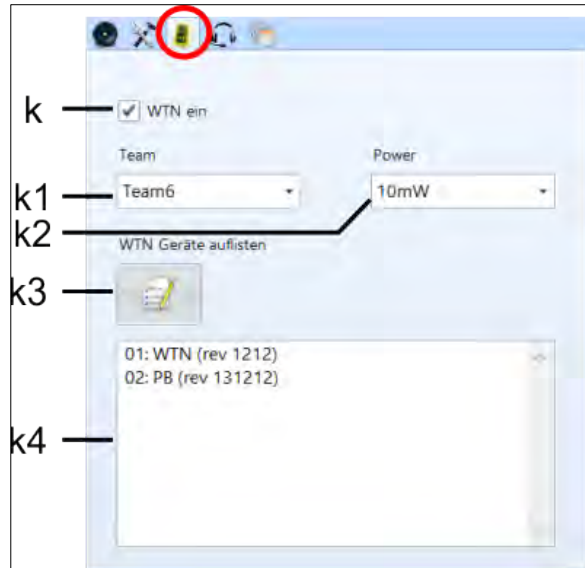 k WTN ein
Team Power
k1 Team6 10mW
k2
WTN Geräte auflisten
k3
01: WTN (rev 1212)
02: PB (rev 131212)
k4